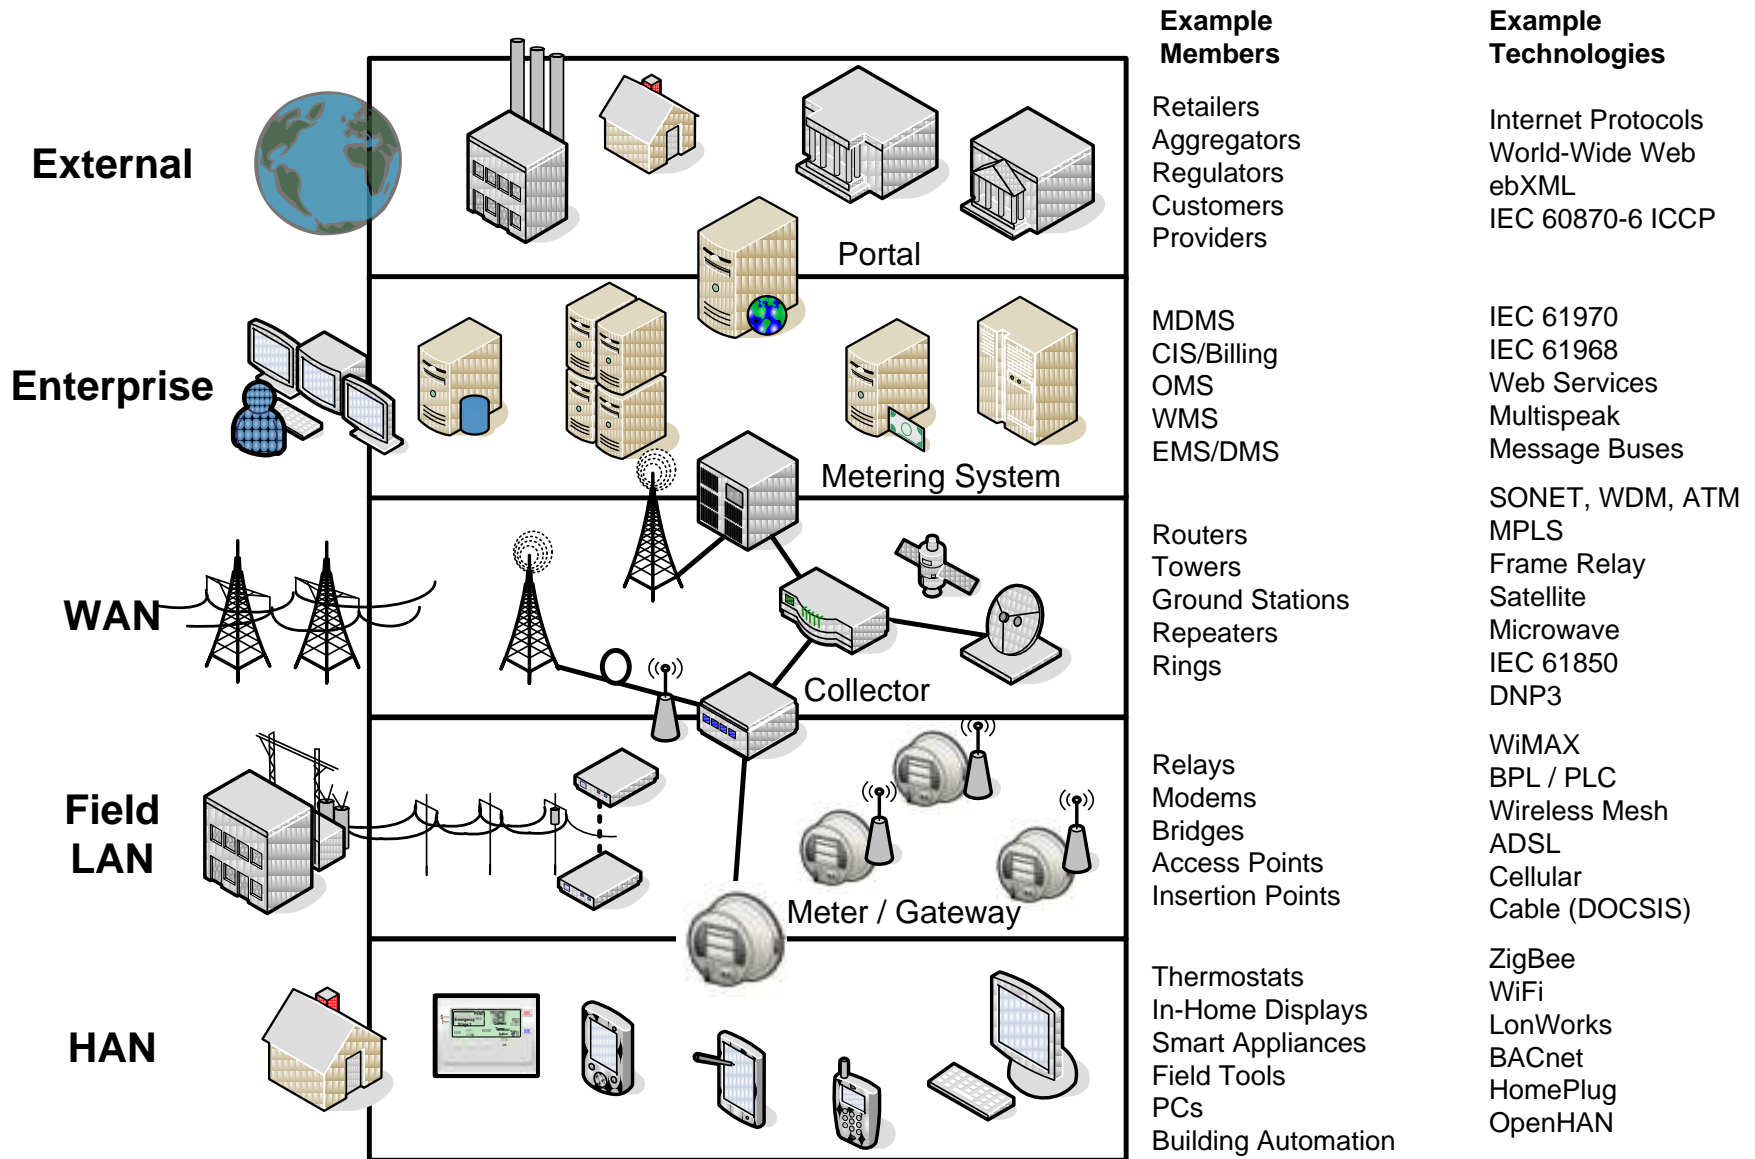 Example
Members
Example
Technologies
External
Retailers
Aggregators
Regulators
Customers
Providers
Internet Protocols
World-Wide Web
ebXML
IEC 60870-6 ICCP
Portal
Enterprise
MDMS
CIS/Billing
OMS
WMS
EMS/DMS
IEC 61970
IEC 61968
Web Services
Multispeak
Message Buses
Metering System
WAN
Routers
Towers
Ground Stations
Repeaters
Rings
SONET, WDM, ATM
MPLS
Frame Relay
Satellite
Microwave
IEC 61850
DNP3
Collector
Field
LAN
Relays
Modems
Bridges
Access Points
Insertion Points
WiMAX
BPL / PLC
Wireless Mesh
ADSL
Cellular
Cable (DOCSIS)
Meter / Gateway
HAN
Thermostats
In-Home Displays
Smart Appliances
Field Tools
PCs
Building Automation
ZigBee
WiFi
LonWorks
BACnet
HomePlug
OpenHAN